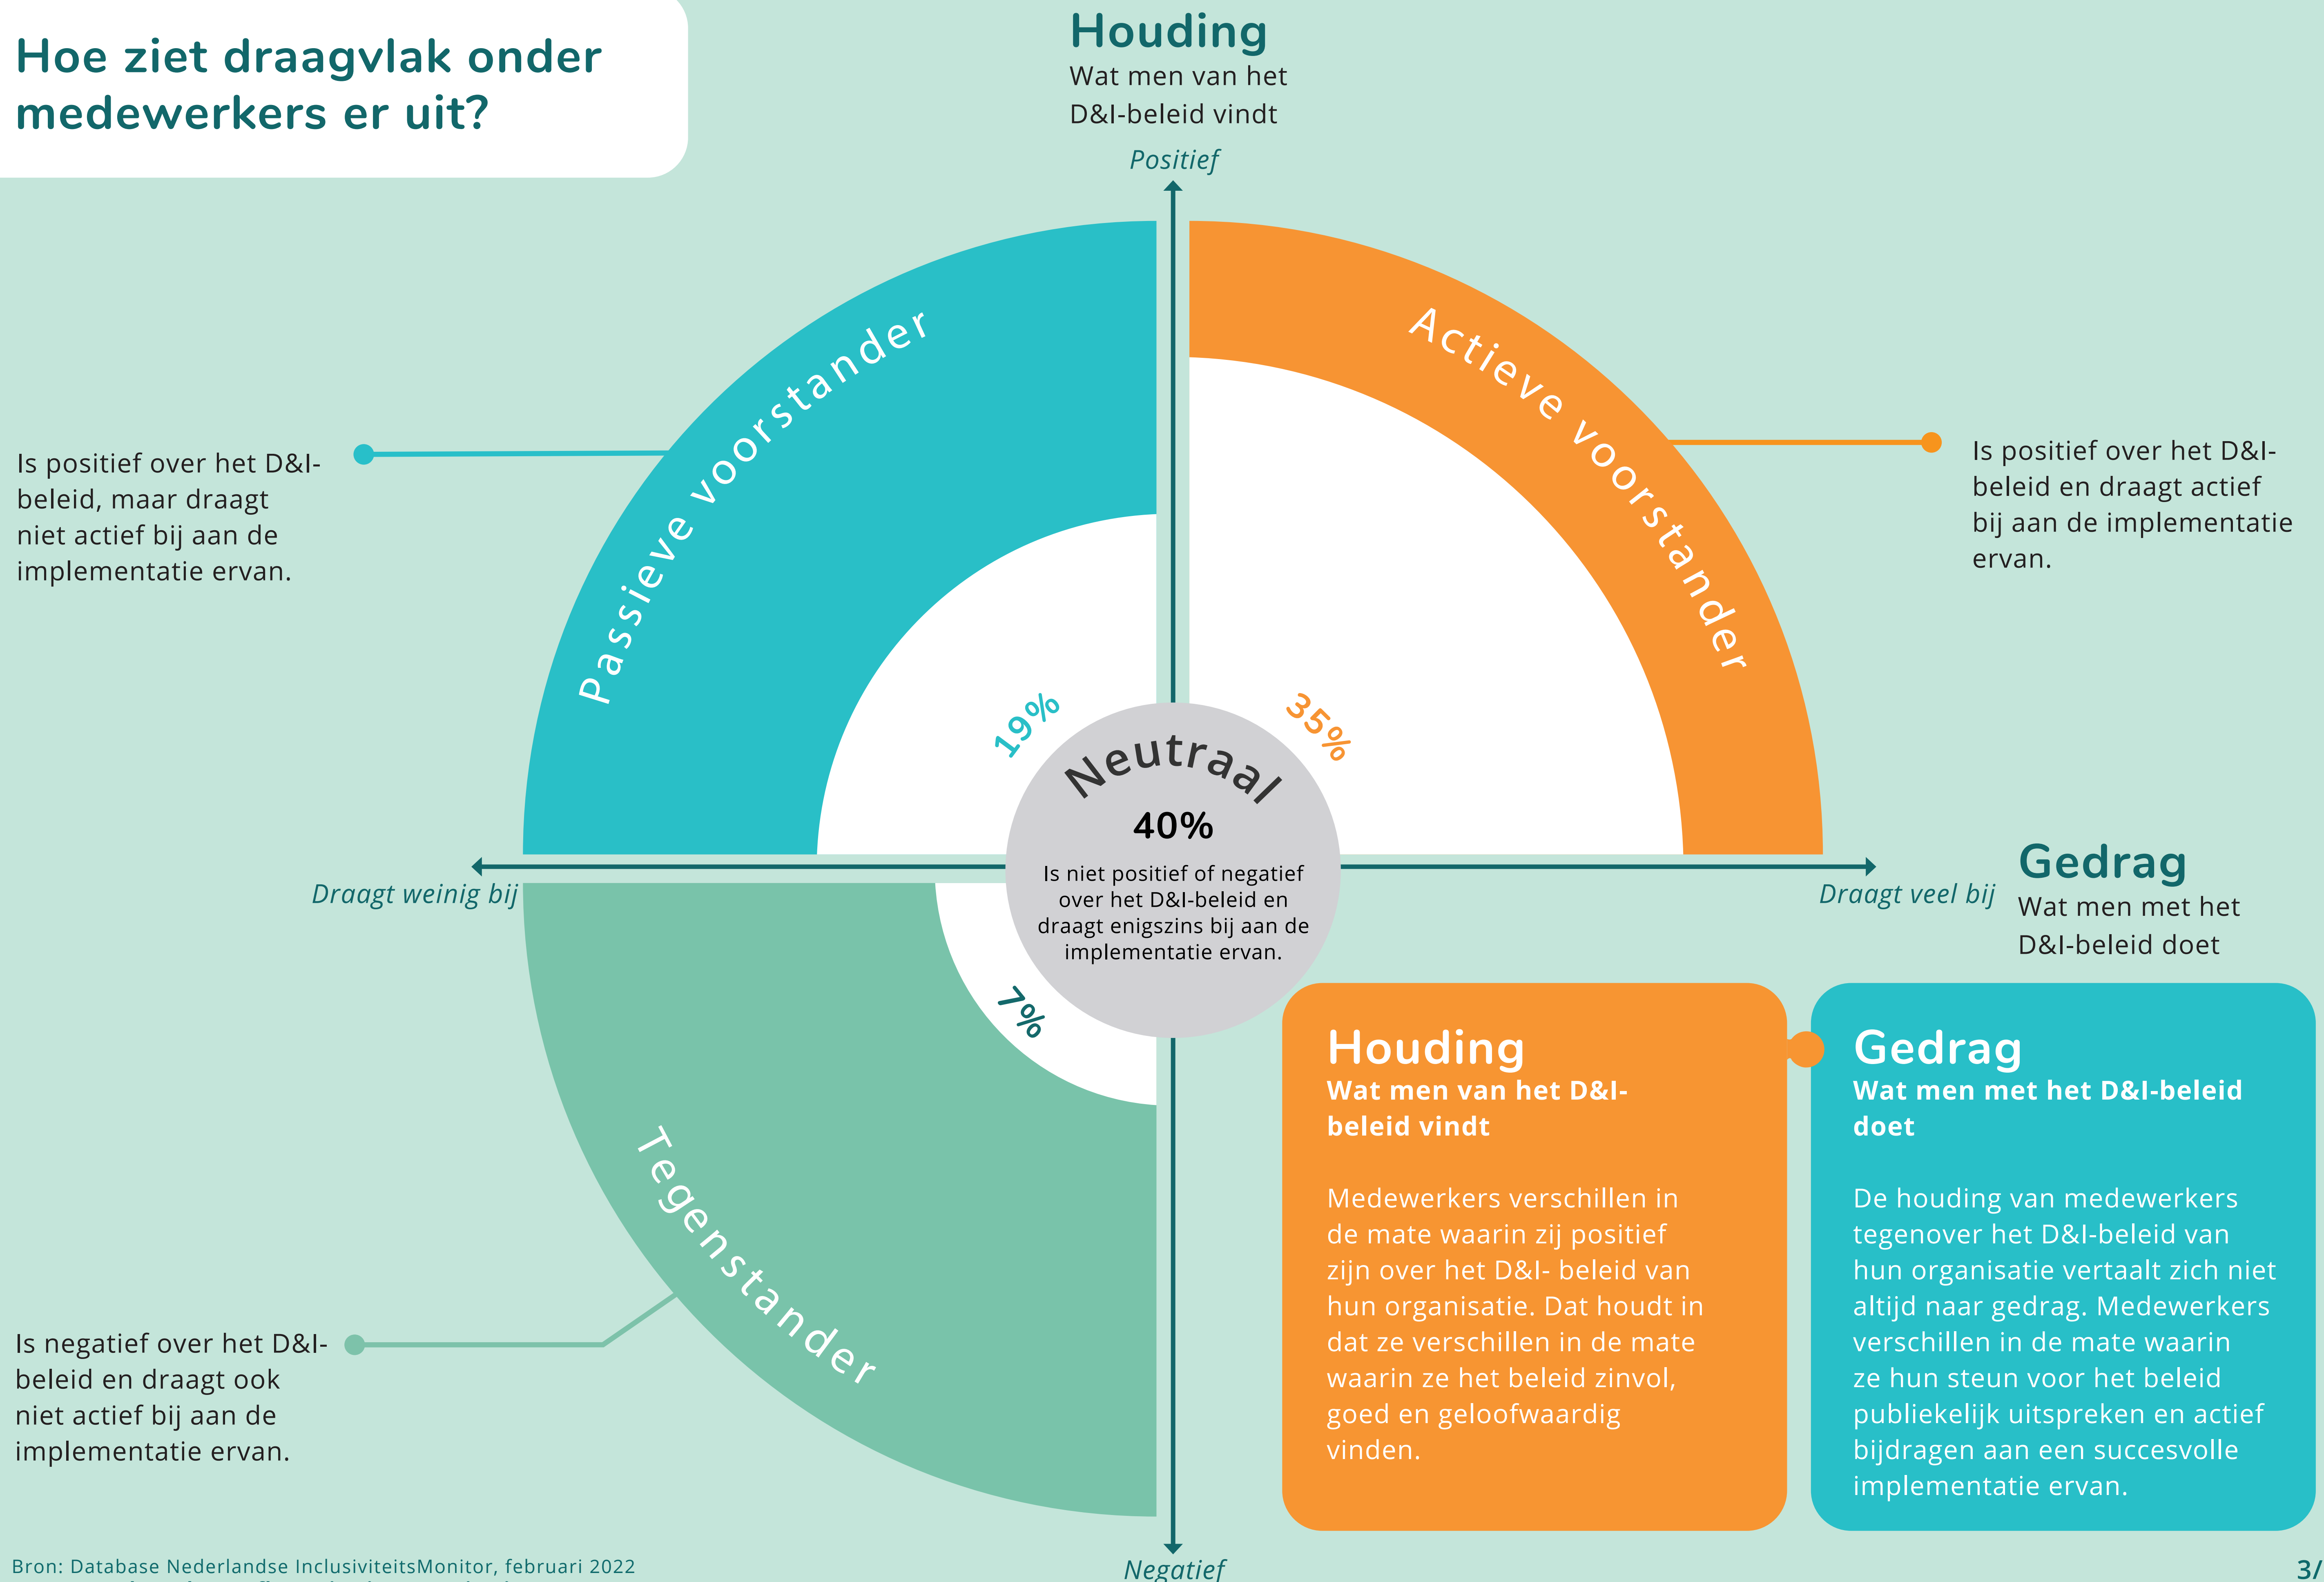 Hoe ziet draagvlak onder
medewerkers er uit?
Houding
Wat men van het
D&I-beleid vindt
Positief
Passieve voorstander
Actieve voorstander
Is positief over het D&I-
beleid, maar draagt
niet actief bij aan de
implementatie ervan.
Is positief over het D&I-
beleid en draagt actief
bij aan de implementatie
ervan.
19%
35%
Neutraal
40%
Is niet positief of negatief
over het D&I-beleid en
draagt enigszins bij aan de
implementatie ervan.
Draagt weinig bij
Draagt veel bij
Gedrag
Wat men met het
D&I-beleid doet
7%
Tegenstander
Is negatief over het D&I-
beleid en draagt ook
niet actief bij aan de
implementatie ervan.
Houding
Wat men van het D&I-
beleid vindt
Medewerkers verschillen in
de mate waarin zij positief
zijn over het D&I- beleid van
hun organisatie. Dat houdt in
dat ze verschillen in de mate
waarin ze het beleid zinvol,
goed en geloofwaardig
vinden.
Gedrag
Wat men met het D&I-beleid
doet
De houding van medewerkers
tegenover het D&I-beleid van
hun organisatie vertaalt zich niet
altijd naar gedrag. Medewerkers
verschillen in de mate waarin
ze hun steun voor het beleid
publiekelijk uitspreken en actief
bijdragen aan een succesvolle
implementatie ervan.
Negatief
Bron: Database Nederlandse InclusiviteitsMonitor, februari 2022
3/